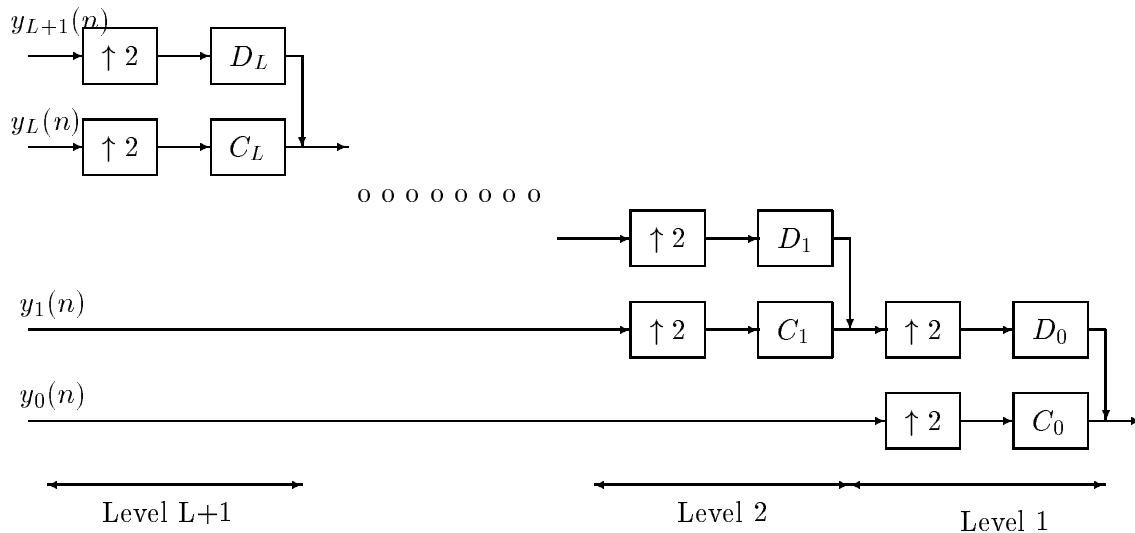 y_{L+1}(n)
↑ 2 D_L
y_L(n)
↑ 2 C_L
o o o o o o o o
↑ 2 D_1
y_1(n)
↑ 2 C_1 ↑ 2 D_0
y_0(n)
↑ 2 C_0
Level L+1 Level 2 Level 1